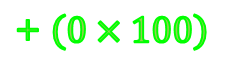 + (0 × 100)